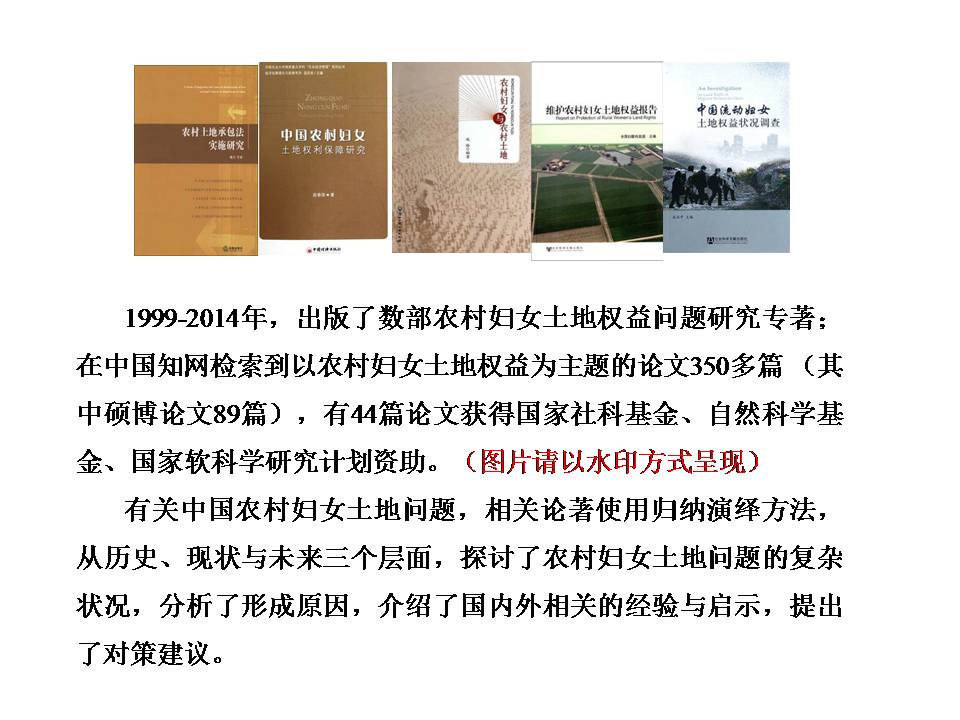 农村土地承包法
实施研究
ZHONGGUO
NONGCUN FUNÜ
中国农村妇女
土地权利保障研究
中国经济出版社
农村妇女与农村土地
维护农村妇女土地权益报告
Report on Protection of Rural Women's Land Rights
An Investigation
中国流动妇女
土地权益状况调查
1999-2014年，出版了数部农村妇女土地权益问题研究专著；
在中国知网检索到以农村妇女土地权益为主题的论文350多篇 （其
中硕博论文89篇），有44篇论文获得国家社科基金、自然科学基
金、国家软科学研究计划资助。（图片请以水印方式呈现）
有关中国农村妇女土地问题，相关论著使用归纳演绎方法，
从历史、现状与未来三个层面，探讨了农村妇女土地问题的复杂
状况，分析了形成原因，介绍了国内外相关的经验与启示，提出
了对策建议。